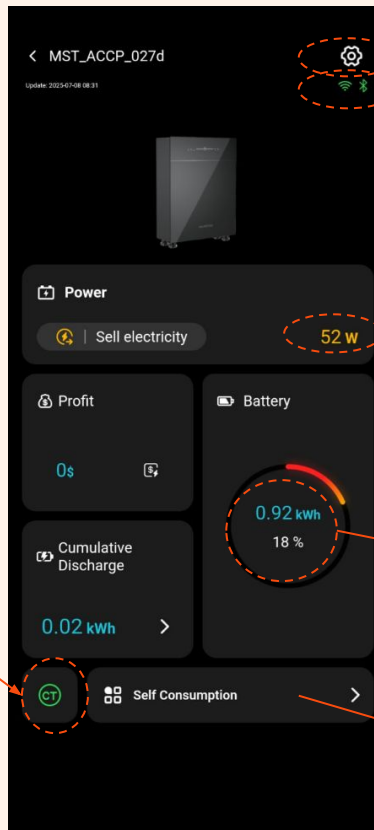 MST_ACCP_027d
Update: 2025-07-08 08:31
Power
Sell electricity
52 W
Profit
Battery
0$
0.92 kWh
18 %
Cumulative
Discharge
0.02 kWh
CT
Self Consumption